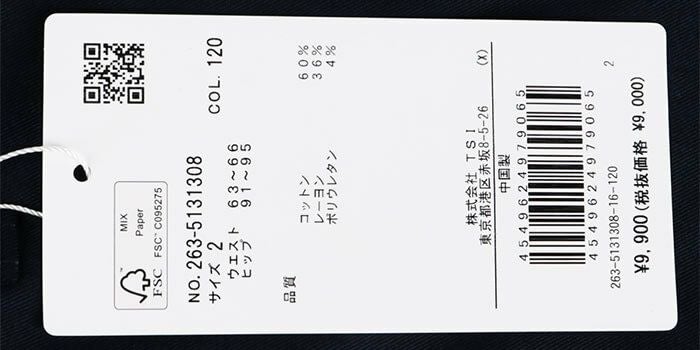 MIX
Paper
FSC™ C095275
FSC™
NO. 263-5131308 COL. 120
サイズ 2
ウエスト 63~66
ヒップ 91~95
品質
コットン 60%
レーヨン 36%
ポリウレタン 4%
株式会社 TSI
東京都港区赤坂8-5-26 (X)
中国製
4549624979065
4549624979065
263-5131308-16-120 2
¥9,900(税抜価格 ¥9,000)